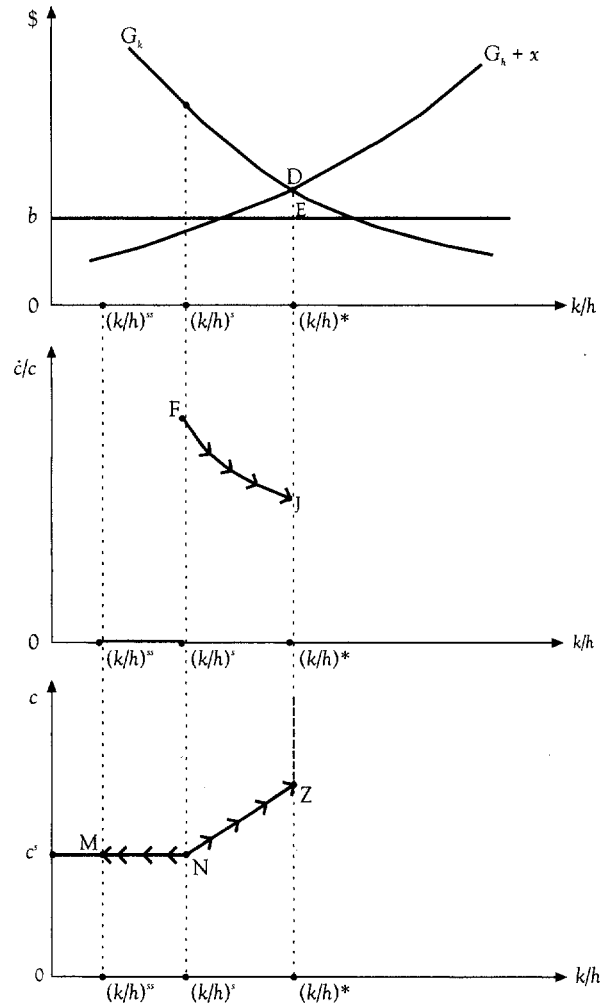 $
G_k
G_h + x
D
E
b
0
(k/h)^ss (k/h)^s (k/h)* k/h
ċ/c
F
J
0
(k/h)^ss (k/h)^s (k/h)* k/h
c
Z
M
c^s
N
0
(k/h)^ss (k/h)^s (k/h)* k/h